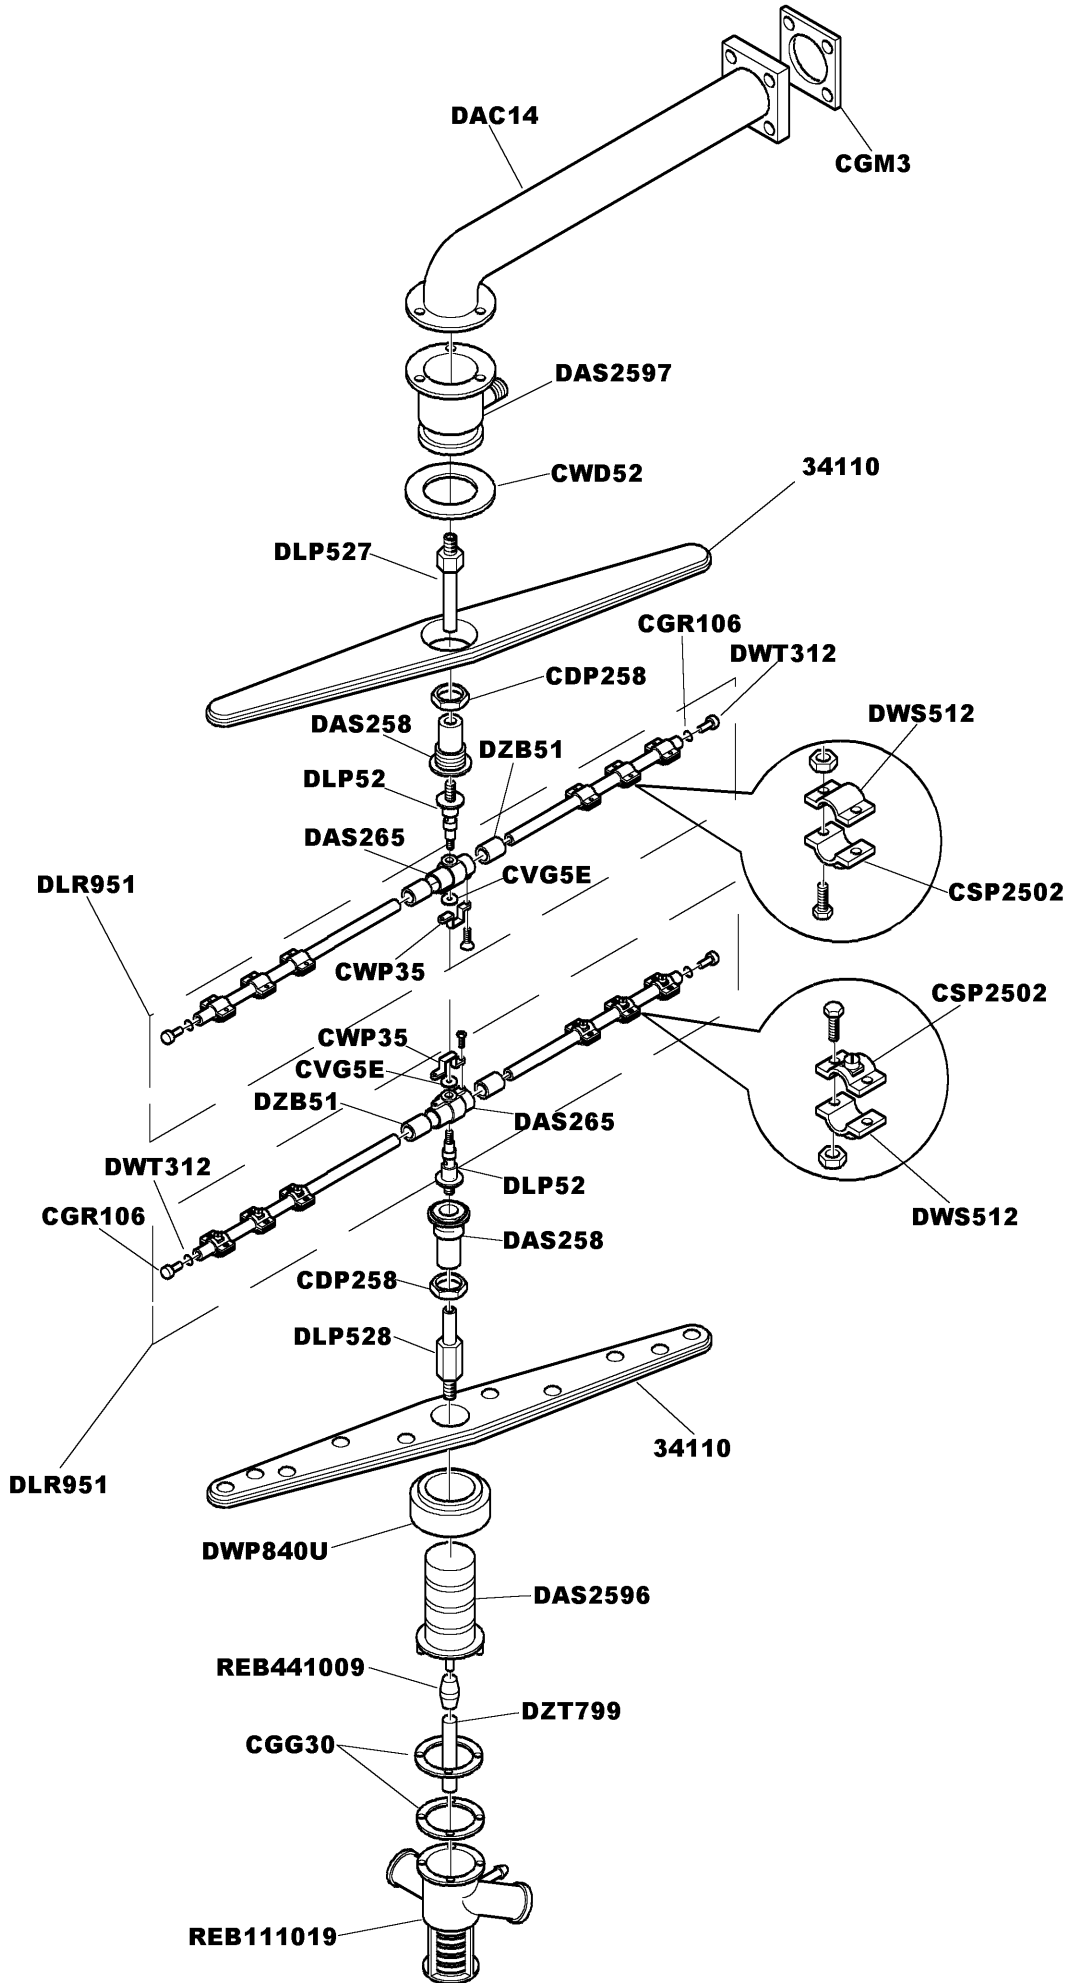 DAC14
CGM3
DAS2597
34110
CWD52
DLP527
CGR106
DWT312
CDP258
DWS512
DAS258
DZB51
DLP52
DAS265
CVG5E
DLR951
CSP2502
CWP35
CSP2502
CWP35
CVG5E
DZB51
DAS265
DWT312
DLP52
CGR106
DWS512
DAS258
CDP258
DLP528
34110
DLR951
DWP840U
DAS2596
REB441009
DZT799
CGG30
REB111019